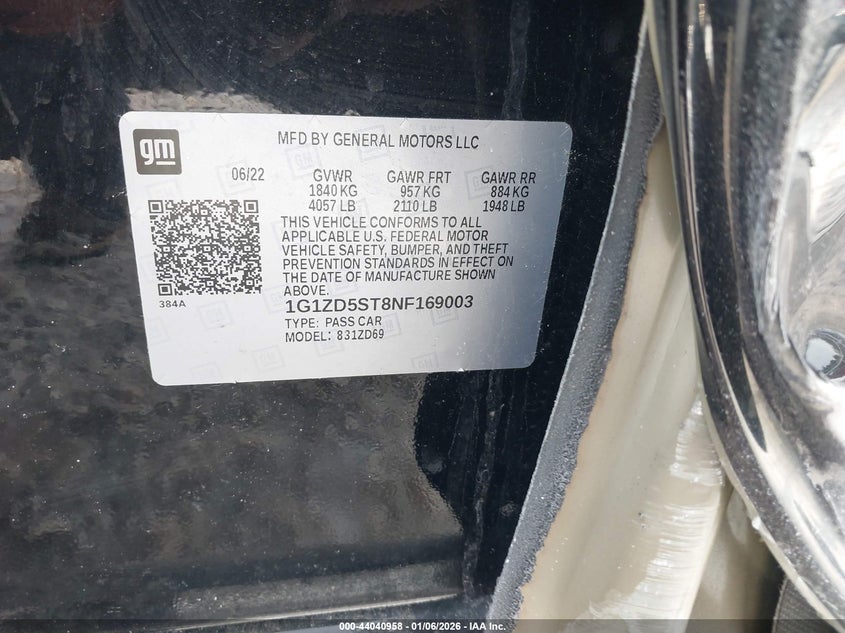 gm
MFD BY GENERAL MOTORS LLC
06/22 GVWR GAWR FRT GAWR RR
1840 KG 957 KG 884 KG
4057 LB 2110 LB 1948 LB
THIS VEHICLE CONFORMS TO ALL
APPLICABLE U.S. FEDERAL MOTOR
VEHICLE SAFETY, BUMPER, AND THEFT
PREVENTION STANDARDS IN EFFECT ON
THE DATE OF MANUFACTURE SHOWN
ABOVE.
384A
1G1ZD5ST8NF169003
TYPE: PASS CAR
MODEL: 831ZD69
000-44040958 - 01/06/2026 - IAA Inc.